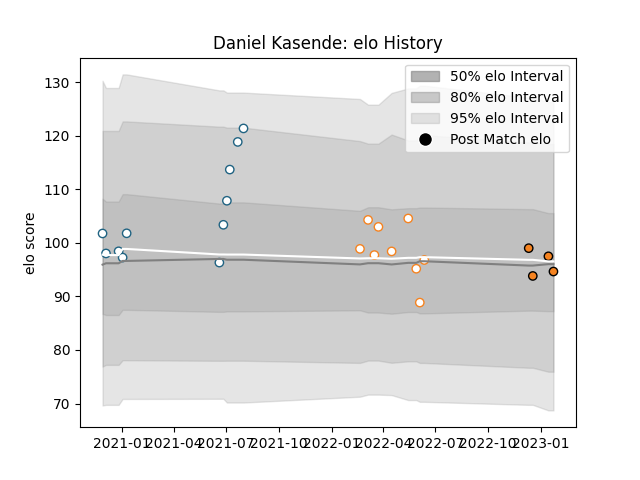 Daniel Kasende: elo History
50% elo Interval
80% elo Interval
95% elo Interval
Post Match elo
elo score
130
120
110
100
90
80
70
2021-01 2021-04 2021-07 2021-10 2022-01 2022-04 2022-07 2022-10 2023-01